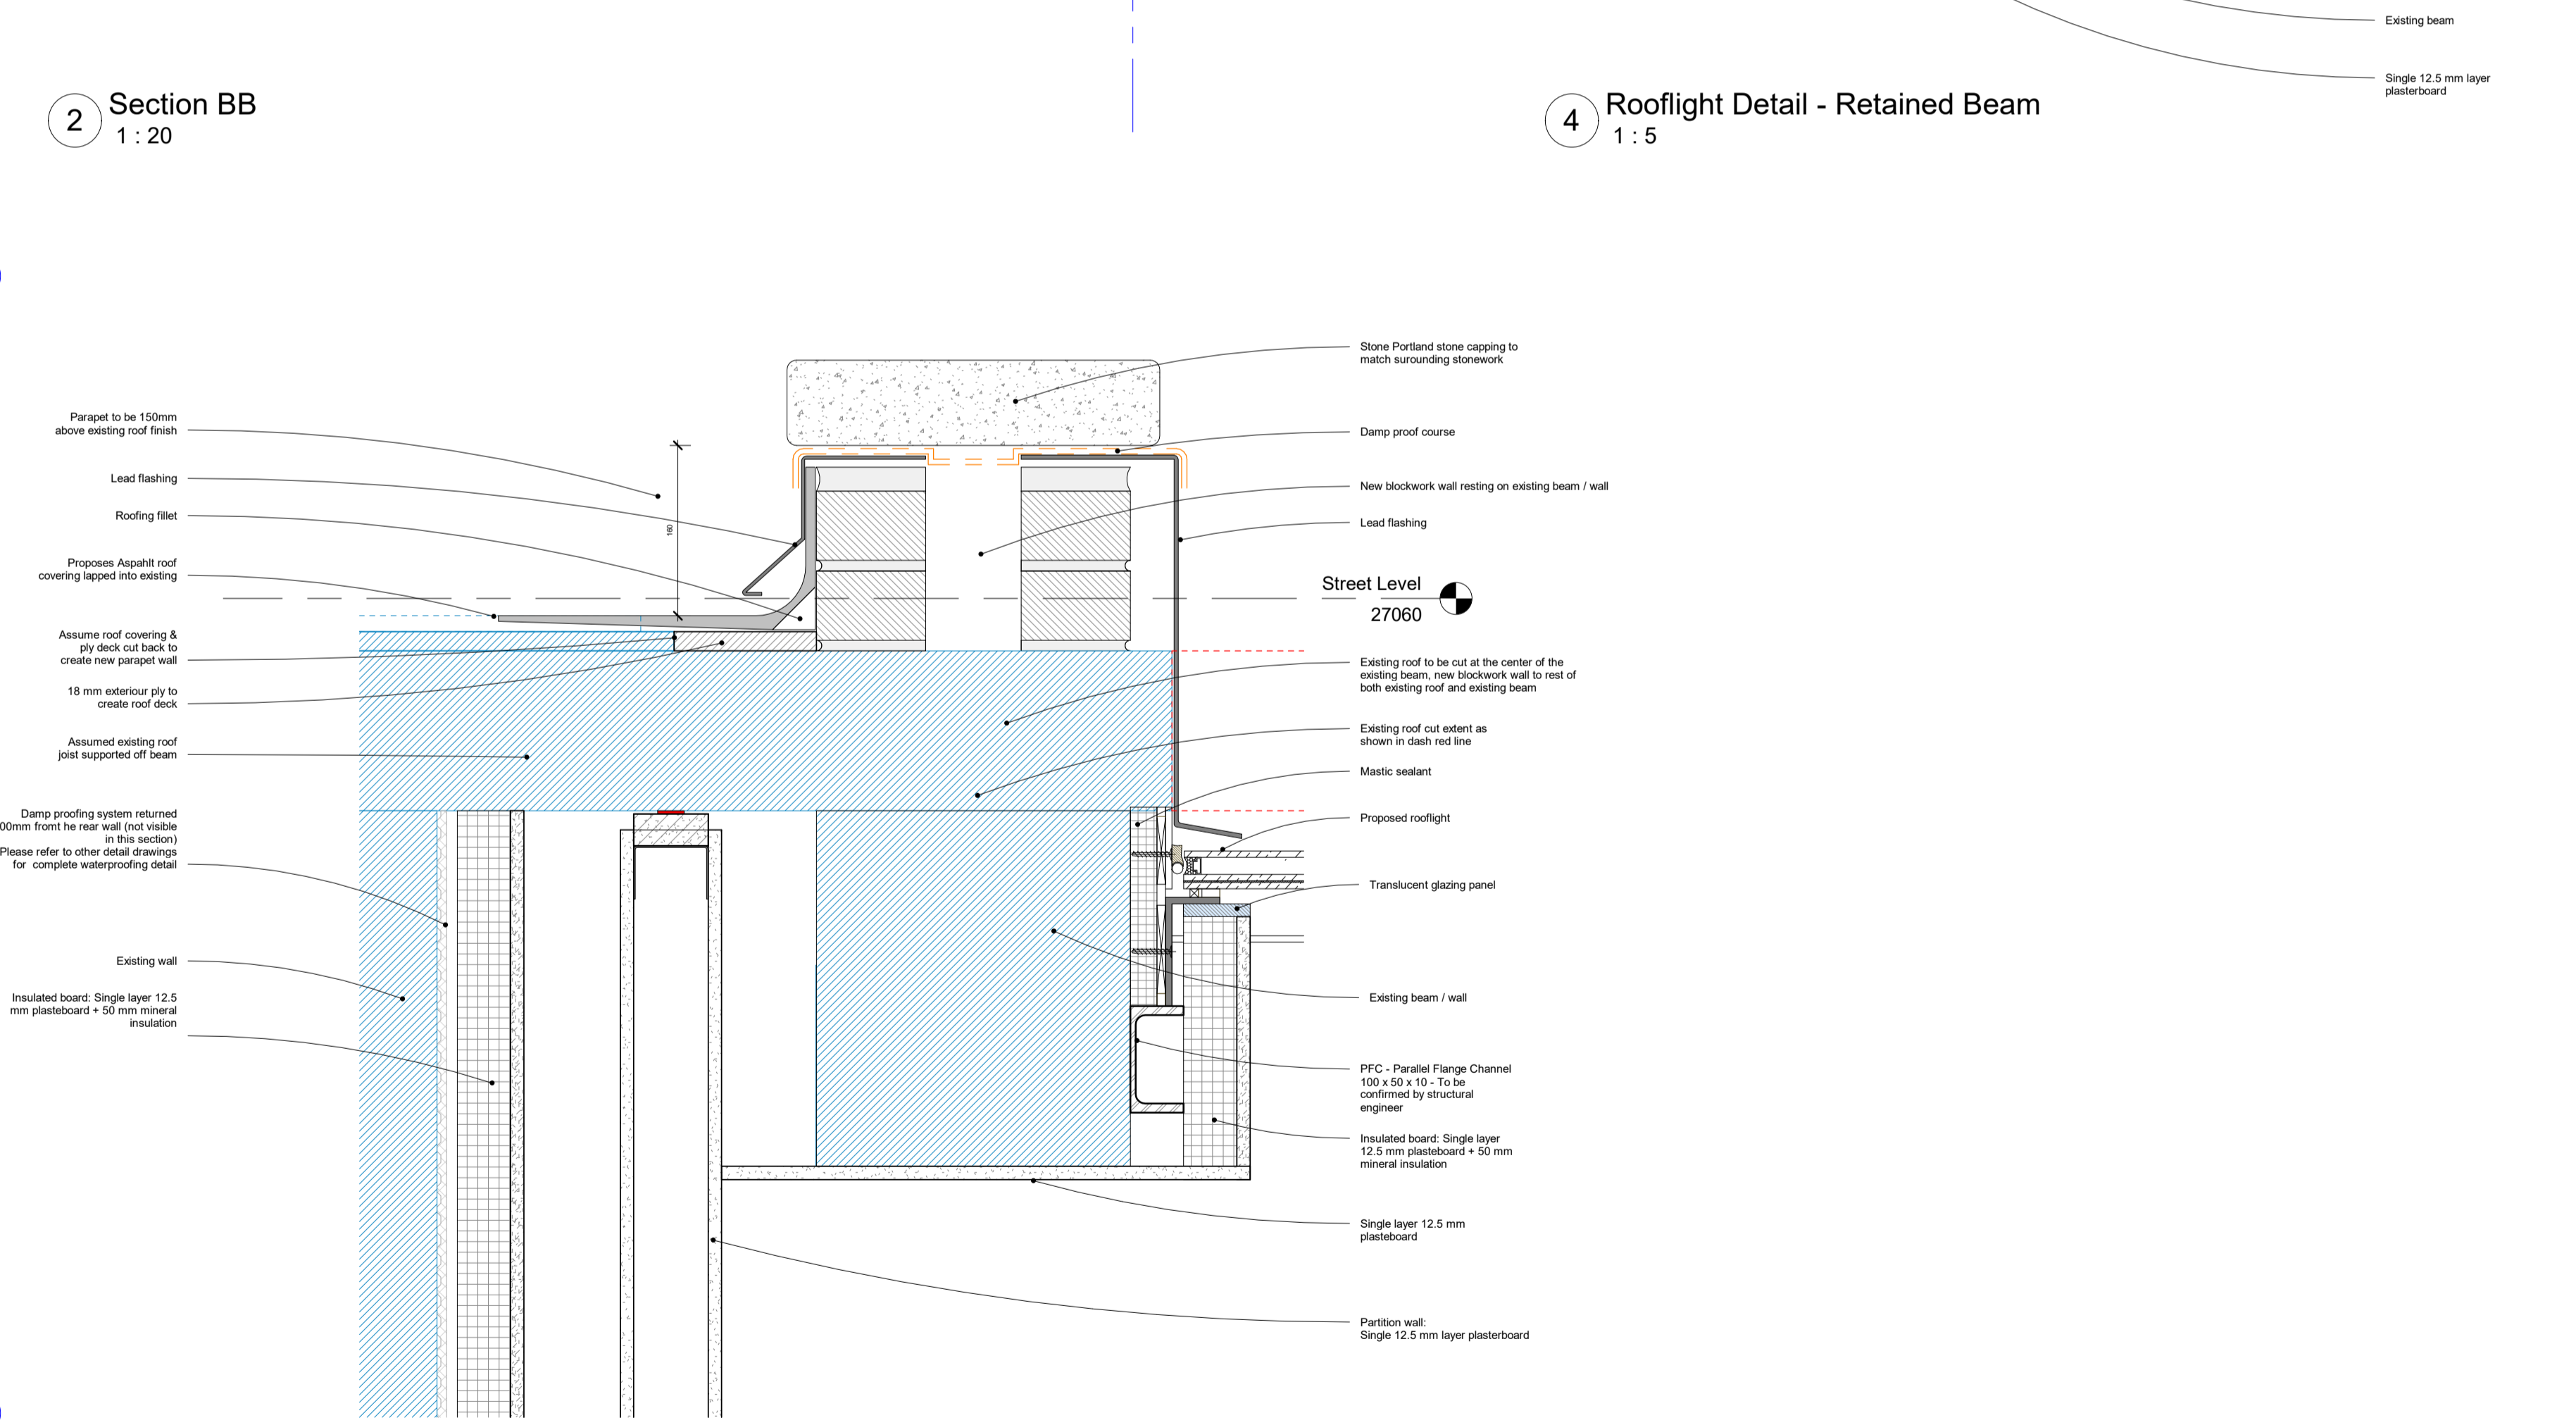 Existing beam
Single 12.5 mm layer
plasterboard
2
Section BB
1 : 20
4
Rooflight Detail - Retained Beam
1 : 5
Parapet to be 150mm
above existing roof finish
Lead flashing
Roofing fillet
Proposes Aspahlt roof
covering lapped into existing
Assume roof covering &
ply deck cut back to
create new parapet wall
18 mm exteriour ply to
create roof deck
Assumed existing roof
joist supported off beam
Damp proofing system returned
00mm fromt he rear wall (not visible
in this section)
Please refer to other detail drawings
for complete waterproofing detail
Existing wall
Insulated board: Single layer 12.5
mm plasteboard + 50 mm mineral
insulation
160
Stone Portland stone capping to
match surounding stonework
Damp proof course
New blockwork wall resting on existing beam / wall
Lead flashing
Street Level
27060
Existing roof to be cut at the center of the
existing beam, new blockwork wall to rest of
both existing roof and existing beam
Existing roof cut extent as
shown in dash red line
Mastic sealant
Proposed rooflight
Translucent glazing panel
Existing beam / wall
PFC - Parallel Flange Channel
100 x 50 x 10 - To be
confirmed by structural
engineer
Insulated board: Single layer
12.5 mm plasteboard + 50 mm
mineral insulation
Single layer 12.5 mm
plasteboard
Partition wall:
Single 12.5 mm layer plasterboard